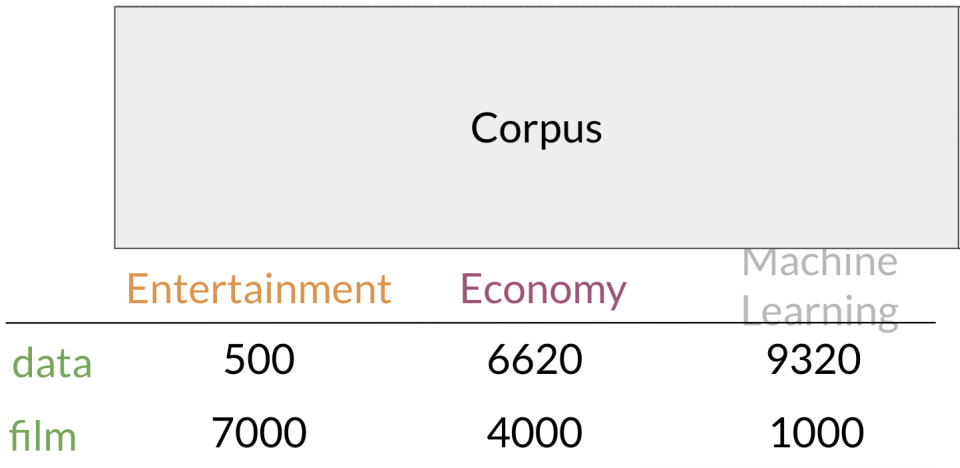 Corpus
Entertainment Economy Machine
Learning
data 500 6620 9320
film 7000 4000 1000